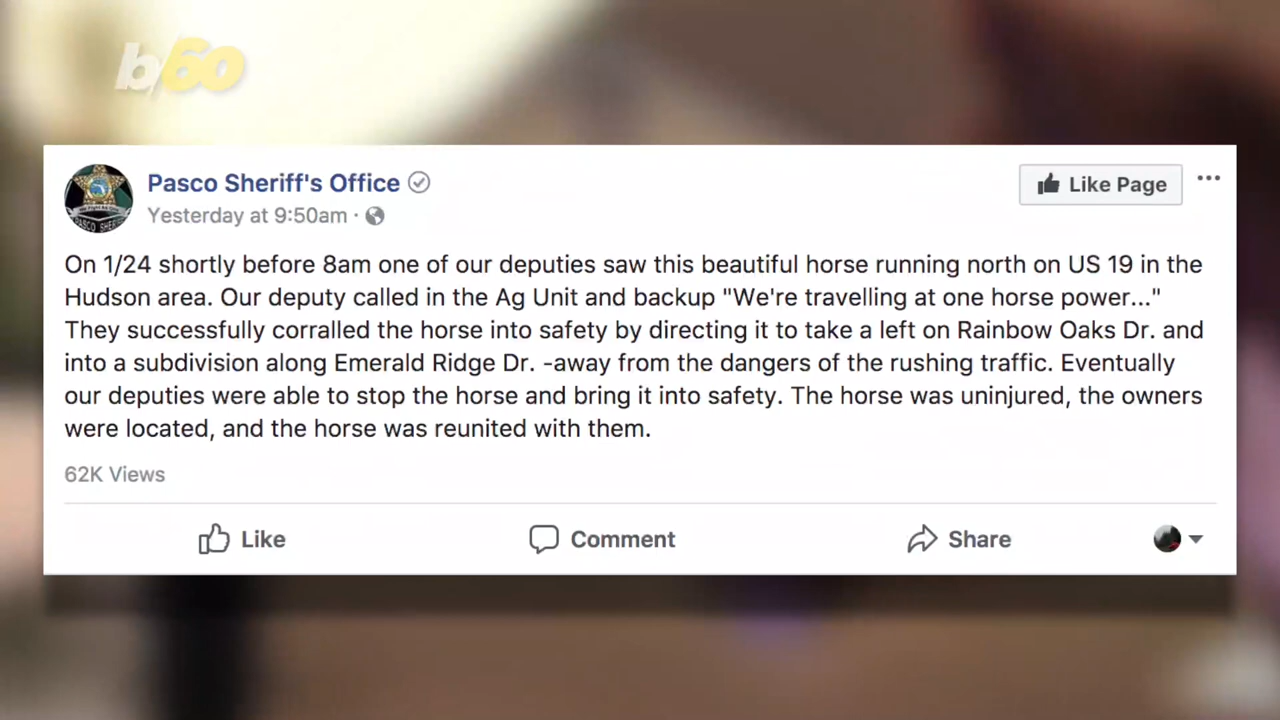 b/60
Pasco Sheriff's Office
Like Page
Yesterday at 9:50am
On 1/24 shortly before 8am one of our deputies saw this beautiful horse running north on US 19 in the
Hudson area. Our deputy called in the Ag Unit and backup "We're travelling at one horse power..."
They successfully corralled the horse into safety by directing it to take a left on Rainbow Oaks Dr. and
into a subdivision along Emerald Ridge Dr. -away from the dangers of the rushing traffic. Eventually
our deputies were able to stop the horse and bring it into safety. The horse was uninjured, the owners
were located, and the horse was reunited with them.
62K Views
Like
Comment
Share